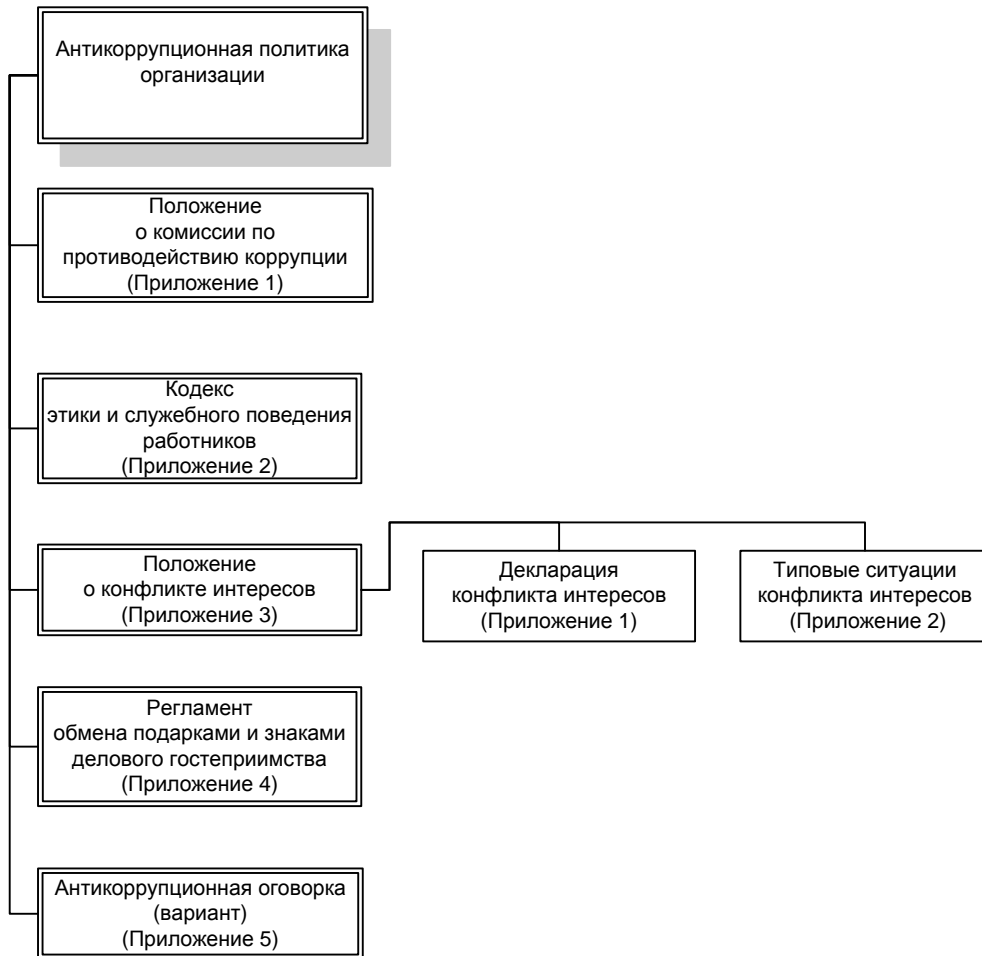 Антикоррупционная политика
организации
Положение
о комиссии по
противодействию коррупции
(Приложение 1)
Кодекс
этики и служебного поведения
работников
(Приложение 2)
Положение
о конфликте интересов
(Приложение 3)
Декларация
конфликта интересов
(Приложение 1)
Типовые ситуации
конфликта интересов
(Приложение 2)
Регламент
обмена подарками и знаками
делового гостеприимства
(Приложение 4)
Антикоррупционная оговорка
(вариант)
(Приложение 5)